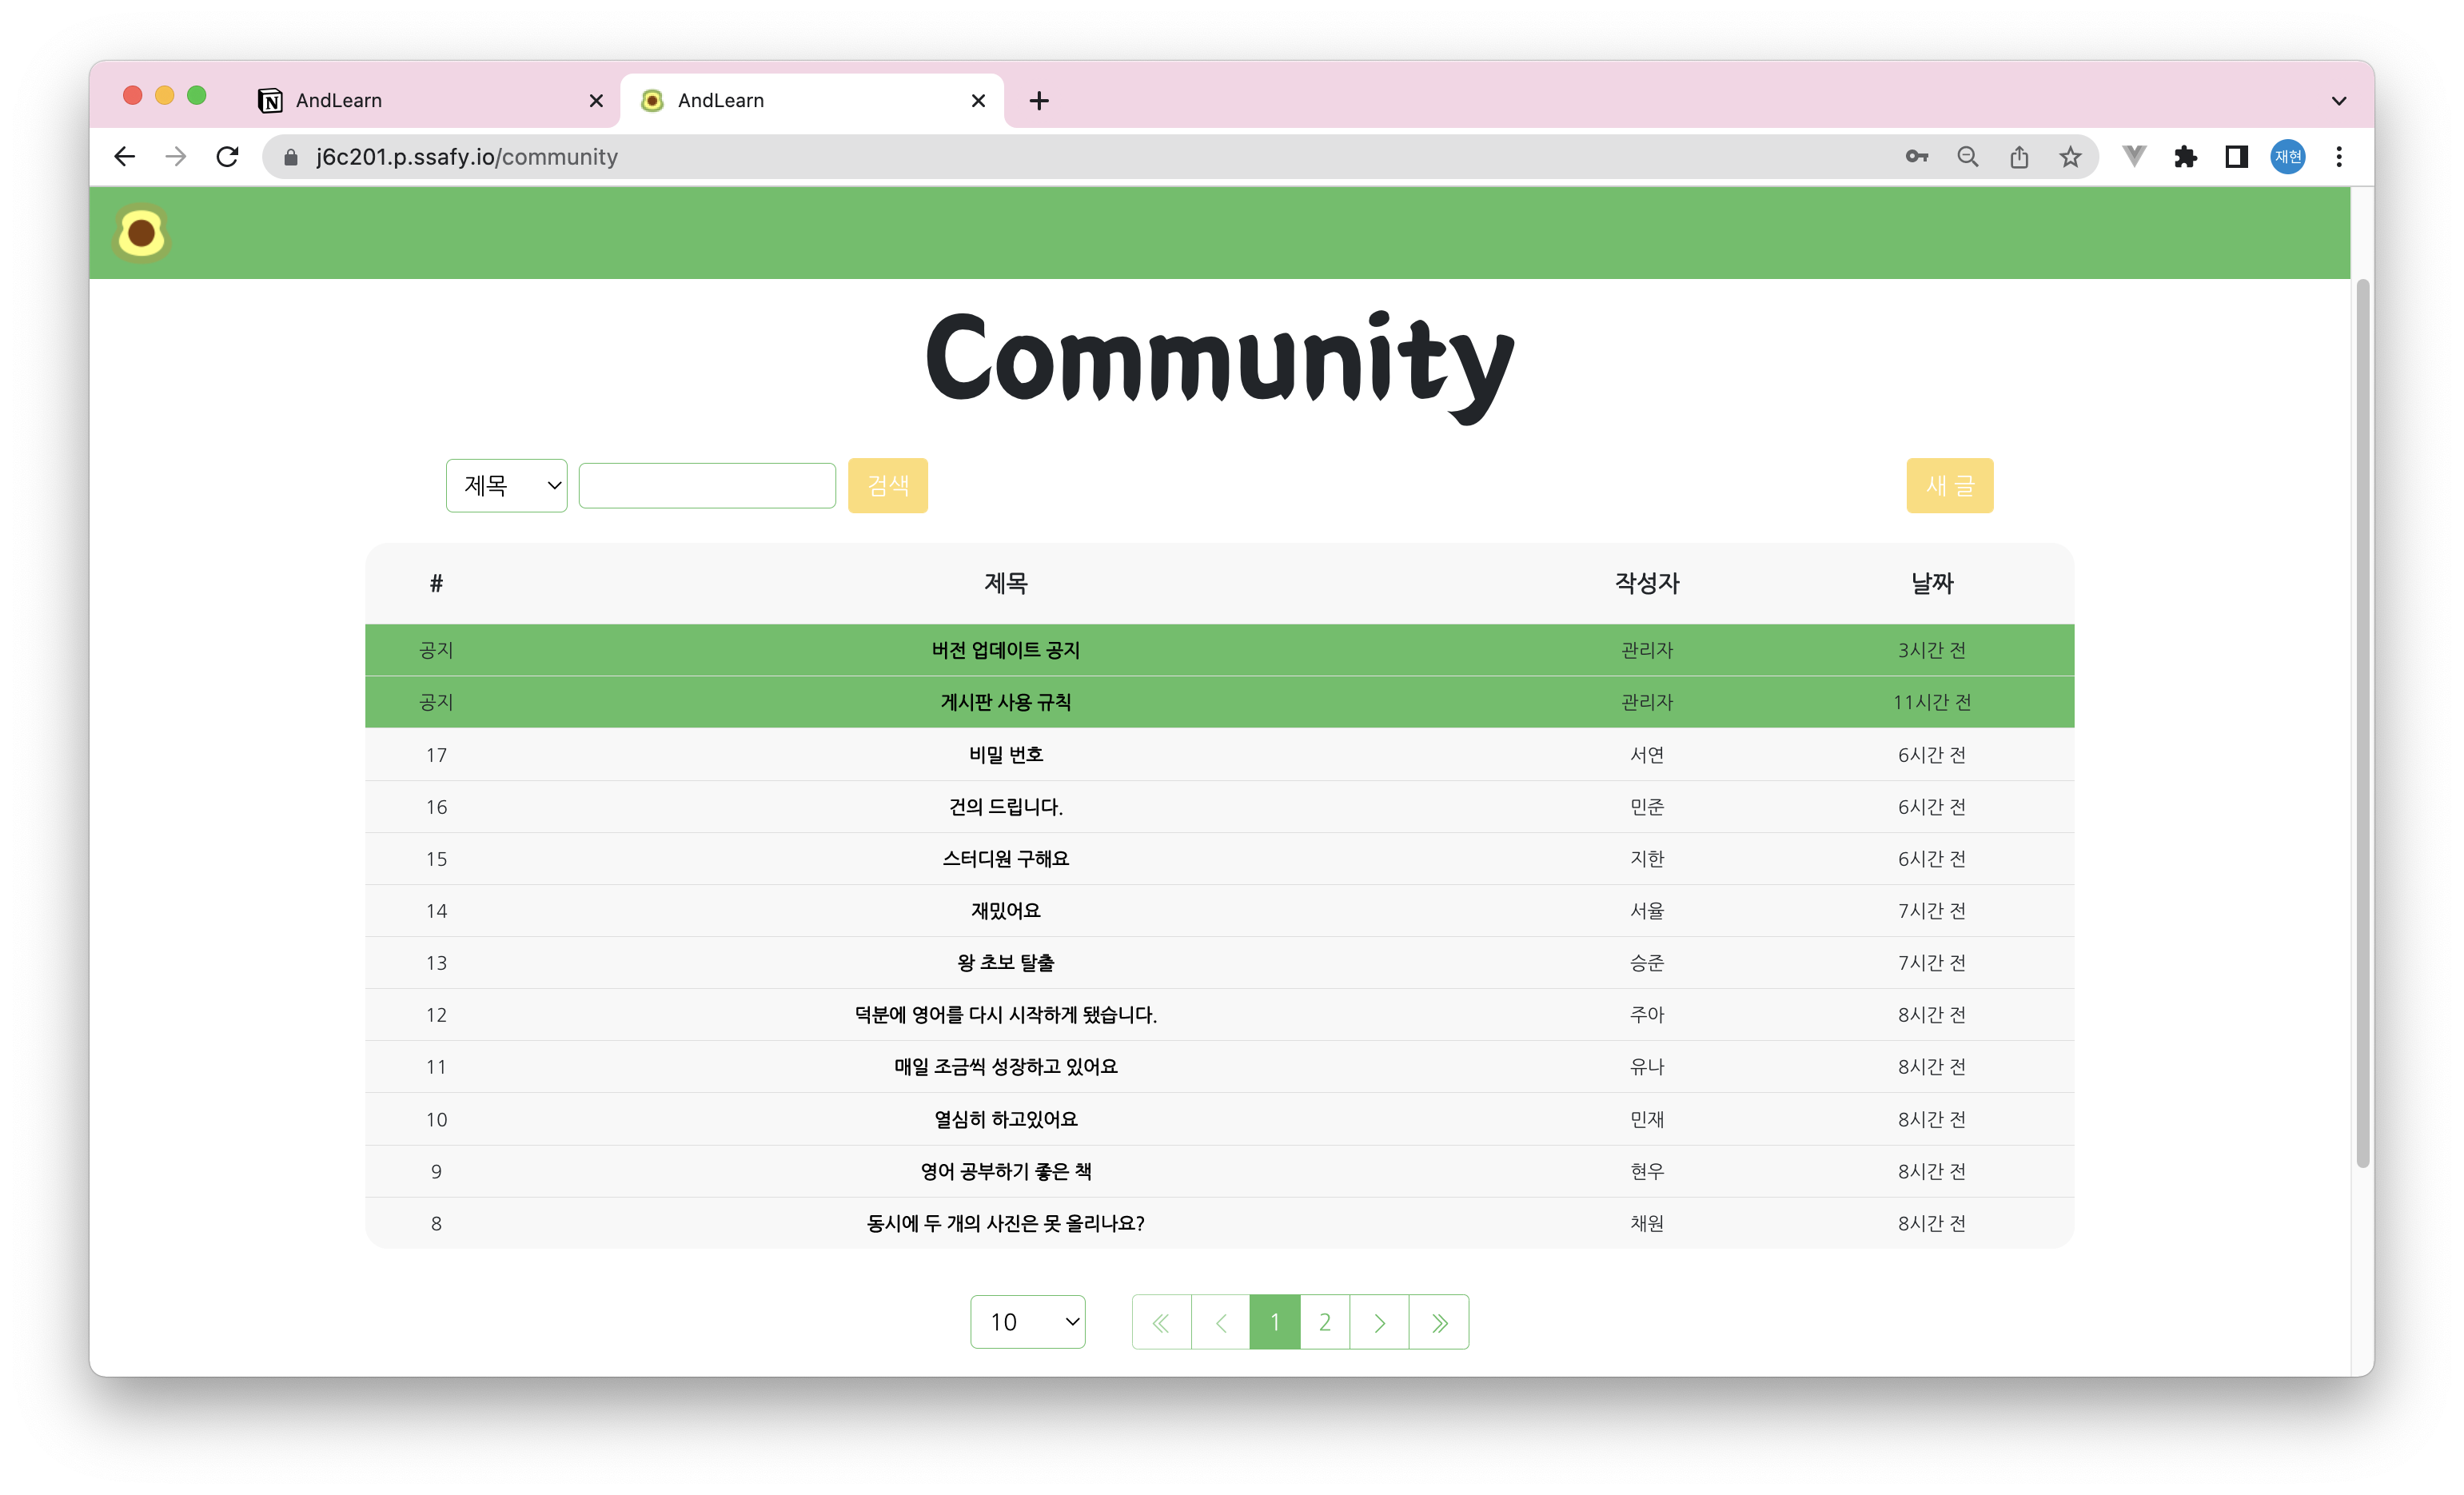 AndLearn
AndLearn
j6c201.p.ssafy.io/community
재현
Community
제목
검색
새 글
# 제목 작성자 날짜
공지 버전 업데이트 공지 관리자 3시간 전
공지 게시판 사용 규칙 관리자 11시간 전
17 비밀 번호 서연 6시간 전
16 건의 드립니다. 민준 6시간 전
15 스터디원 구해요 지한 6시간 전
14 재밌어요 서율 7시간 전
13 왕 초보 탈출 승준 7시간 전
12 덕분에 영어를 다시 시작하게 됐습니다. 주아 8시간 전
11 매일 조금씩 성장하고 있어요 유나 8시간 전
10 열심히 하고있어요 민재 8시간 전
9 영어 공부하기 좋은 책 현우 8시간 전
8 동시에 두 개의 사진은 못 올리나요? 채원 8시간 전
10 « ‹ 1 2 › »